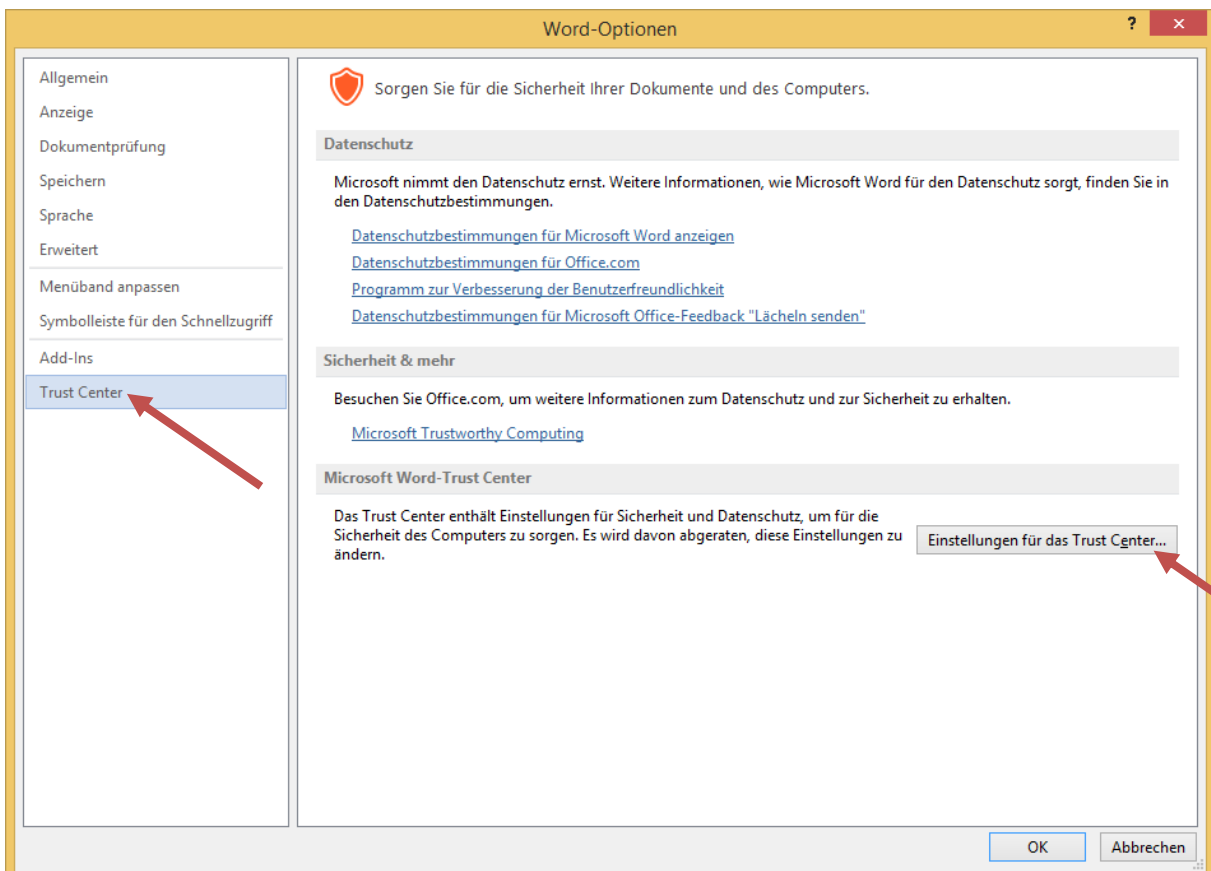 Word-Optionen
?
×
Allgemein
Anzeige
Dokumentprüfung
Speichern
Sprache
Erweitert
Menüband anpassen
Symbolleiste für den Schnellzugriff
Add-Ins
Trust Center
Sorgen Sie für die Sicherheit Ihrer Dokumente und des Computers.
Datenschutz
Microsoft nimmt den Datenschutz ernst. Weitere Informationen, wie Microsoft Word für den Datenschutz sorgt, finden Sie in
den Datenschutzbestimmungen.
Datenschutzbestimmungen für Microsoft Word anzeigen
Datenschutzbestimmungen für Office.com
Programm zur Verbesserung der Benutzerfreundlichkeit
Datenschutzbestimmungen für Microsoft Office-Feedback "Lächeln senden"
Sicherheit & mehr
Besuchen Sie Office.com, um weitere Informationen zum Datenschutz und zur Sicherheit zu erhalten.
Microsoft Trustworthy Computing
Microsoft Word-Trust Center
Das Trust Center enthält Einstellungen für Sicherheit und Datenschutz, um für die
Sicherheit des Computers zu sorgen. Es wird davon abgeraten, diese Einstellungen zu
ändern.
Einstellungen für das Trust Center...
OK
Abbrechen